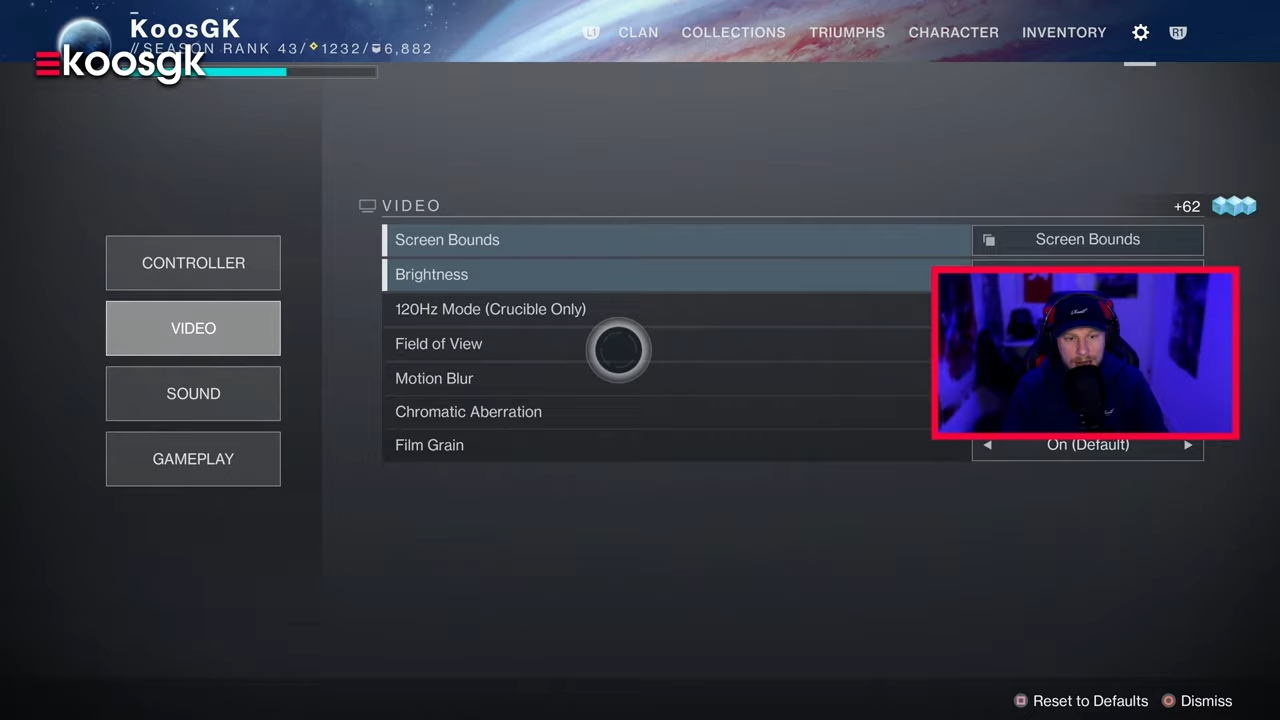 KoosGK
//SEASON RANK 43/1232/6,882
koosgk
L1 CLAN COLLECTIONS TRIUMPHS CHARACTER INVENTORY R1
VIDEO
+62
Screen Bounds
Screen Bounds
Brightness
120Hz Mode (Crucible Only)
Field of View
Motion Blur
Chromatic Aberration
Film Grain
On (Default)
CONTROLLER
VIDEO
SOUND
GAMEPLAY
Reset to Defaults
Dismiss